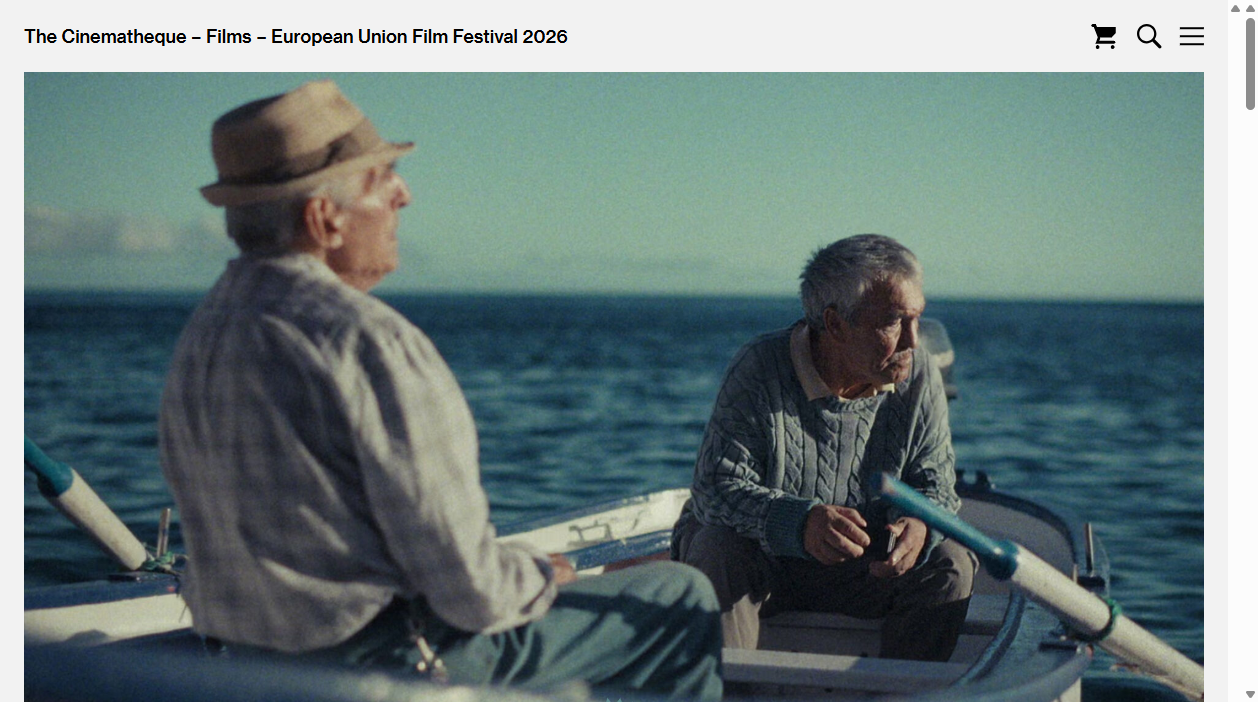 The Cinematheque – Films – European Union Film Festival 2026